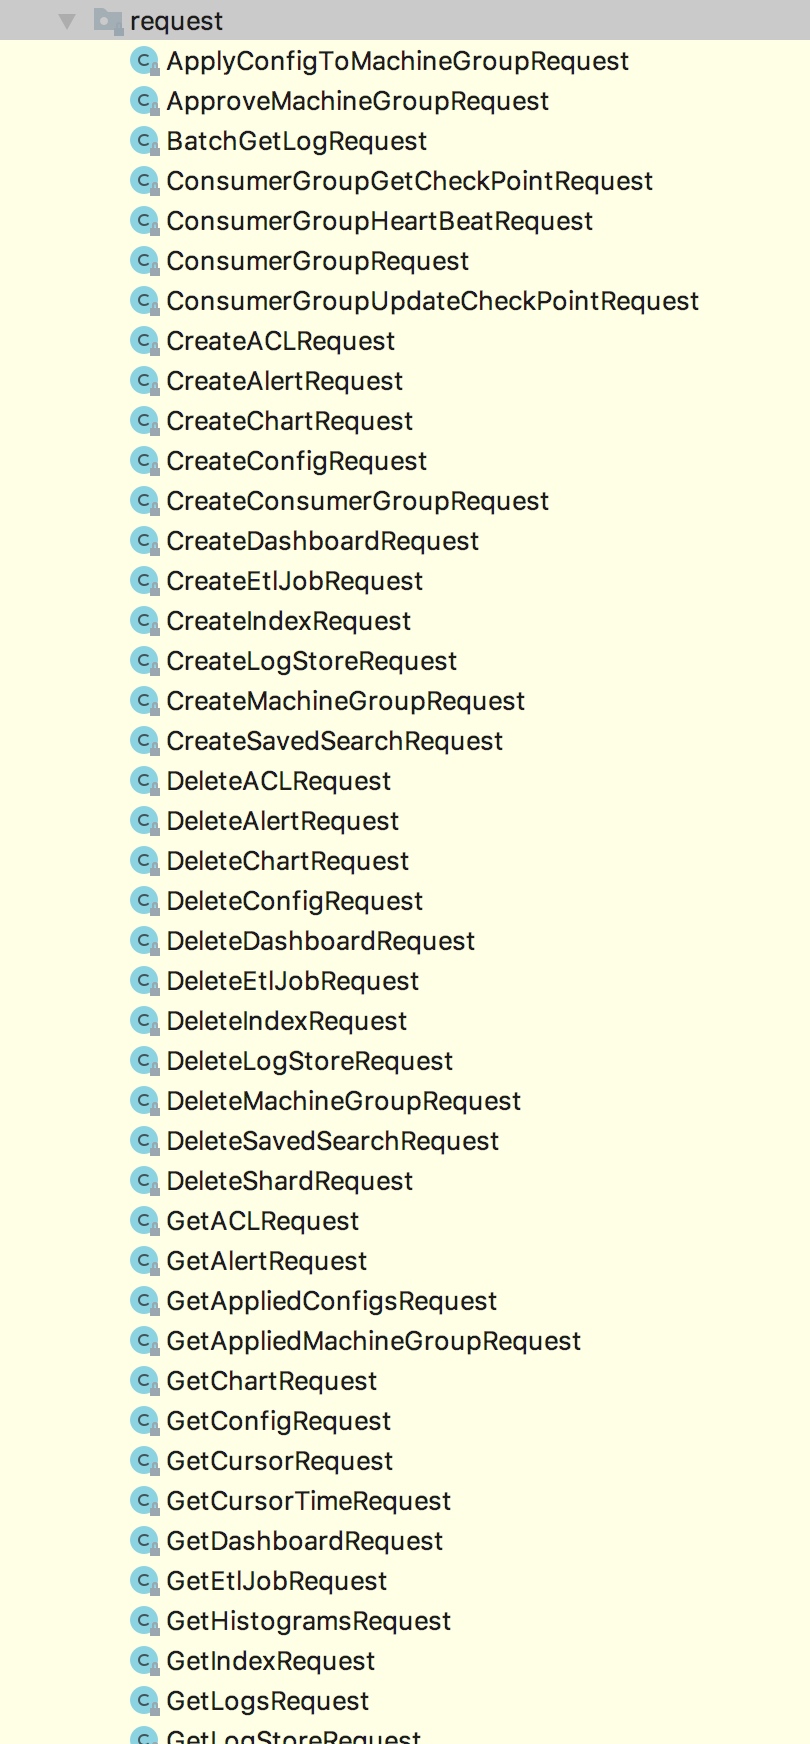 request
ApplyConfigToMachineGroupRequest
ApproveMachineGroupRequest
BatchGetLogRequest
ConsumerGroupGetCheckPointRequest
ConsumerGroupHeartBeatRequest
ConsumerGroupRequest
ConsumerGroupUpdateCheckPointRequest
CreateACLRequest
CreateAlertRequest
CreateChartRequest
CreateConfigRequest
CreateConsumerGroupRequest
CreateDashboardRequest
CreateEtlJobRequest
CreateIndexRequest
CreateLogStoreRequest
CreateMachineGroupRequest
CreateSavedSearchRequest
DeleteACLRequest
DeleteAlertRequest
DeleteChartRequest
DeleteConfigRequest
DeleteDashboardRequest
DeleteEtlJobRequest
DeleteIndexRequest
DeleteLogStoreRequest
DeleteMachineGroupRequest
DeleteSavedSearchRequest
DeleteShardRequest
GetACLRequest
GetAlertRequest
GetAppliedConfigsRequest
GetAppliedMachineGroupRequest
GetChartRequest
GetConfigRequest
GetCursorRequest
GetCursorTimeRequest
GetDashboardRequest
GetEtlJobRequest
GetHistogramsRequest
GetIndexRequest
GetLogsRequest
GetLogStoreRequest